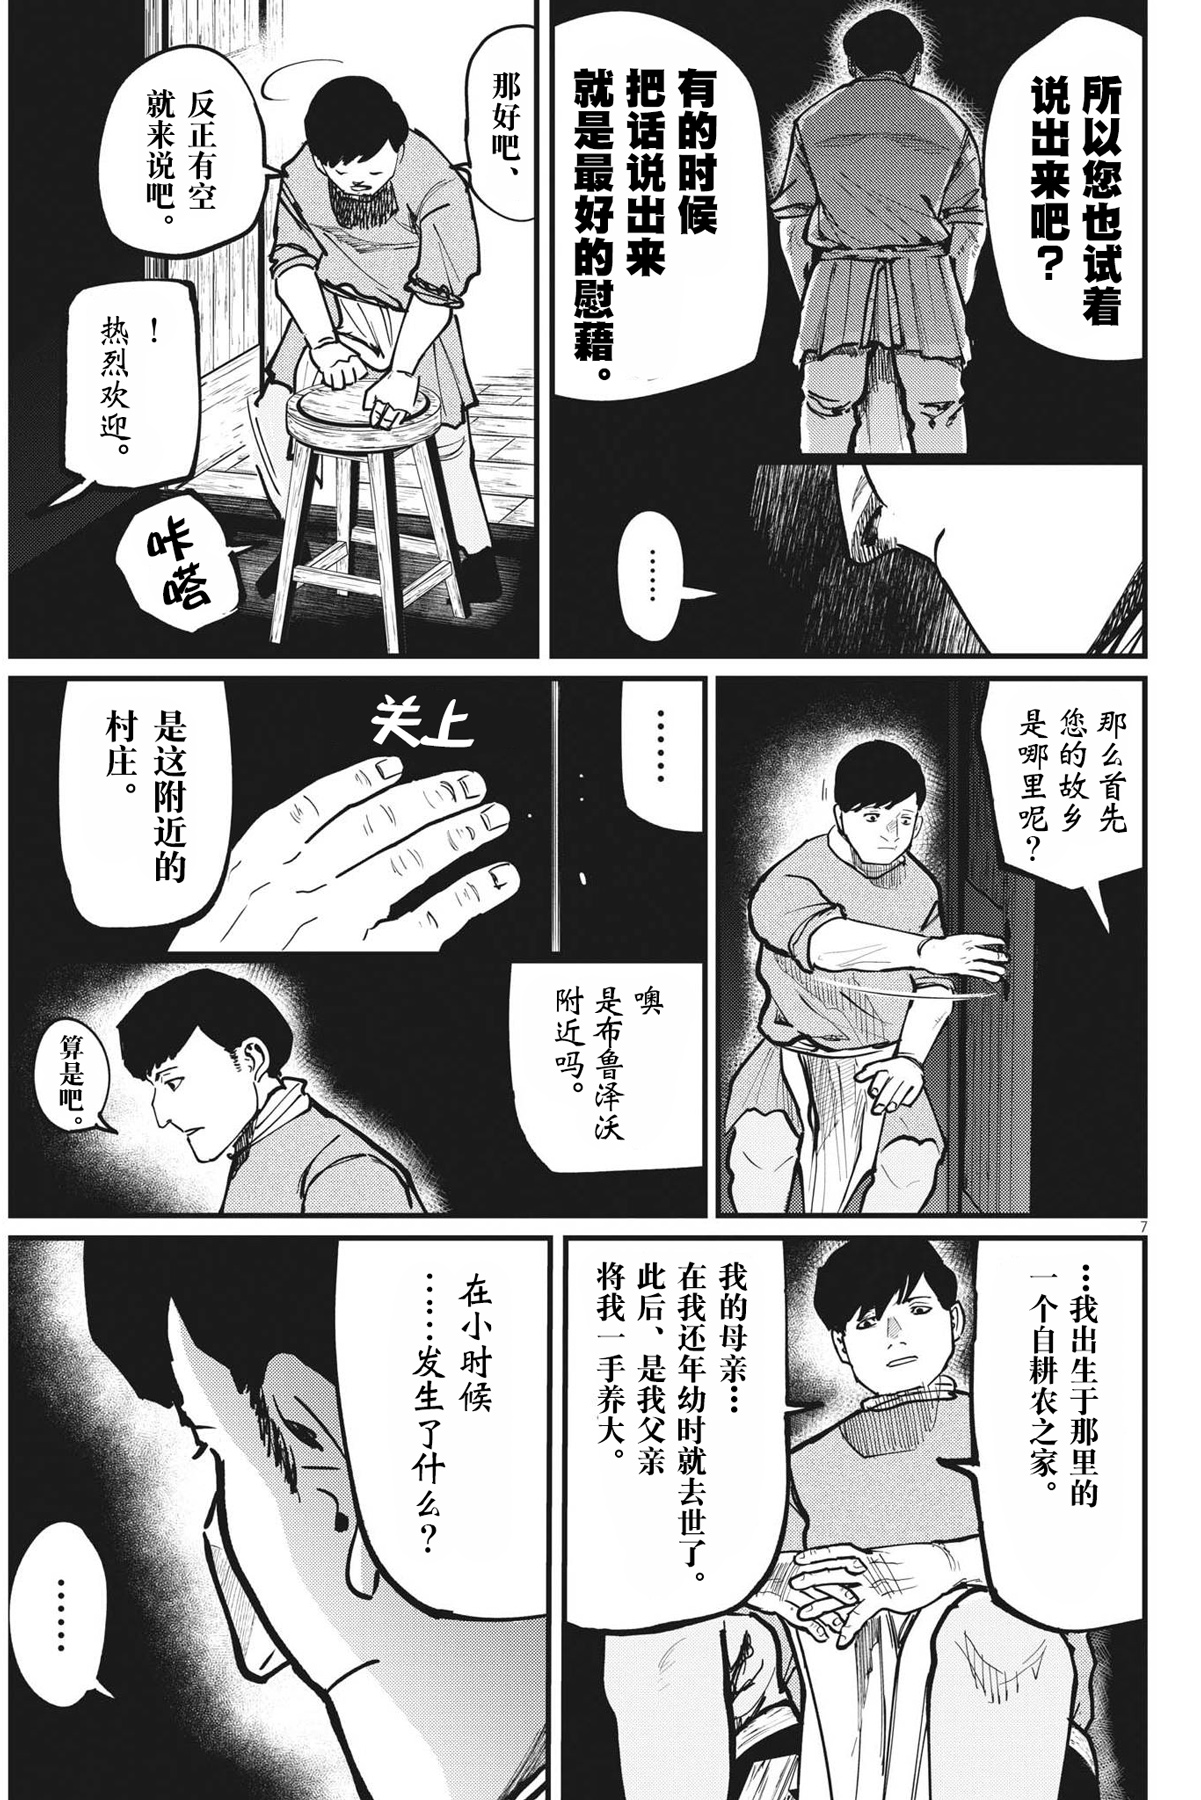 所以您也试着
说出来吧？
有的时候
把话说出来
就是最好的慰藉。
……
那好吧、
反正有空
就来说吧。
！
热烈欢迎。
咔
嗒
那么首先
您的故乡
是哪里呢？
……
关上
是这附近的
村庄。
噢
是布鲁泽沃
附近吗。
算是吧。
7
…我出生于那里的
一个自耕农之家。
我的母亲…
在我还年幼时就去世了。
此后、是我父亲
将我一手养大。
在小时候
……发生了什么？
……